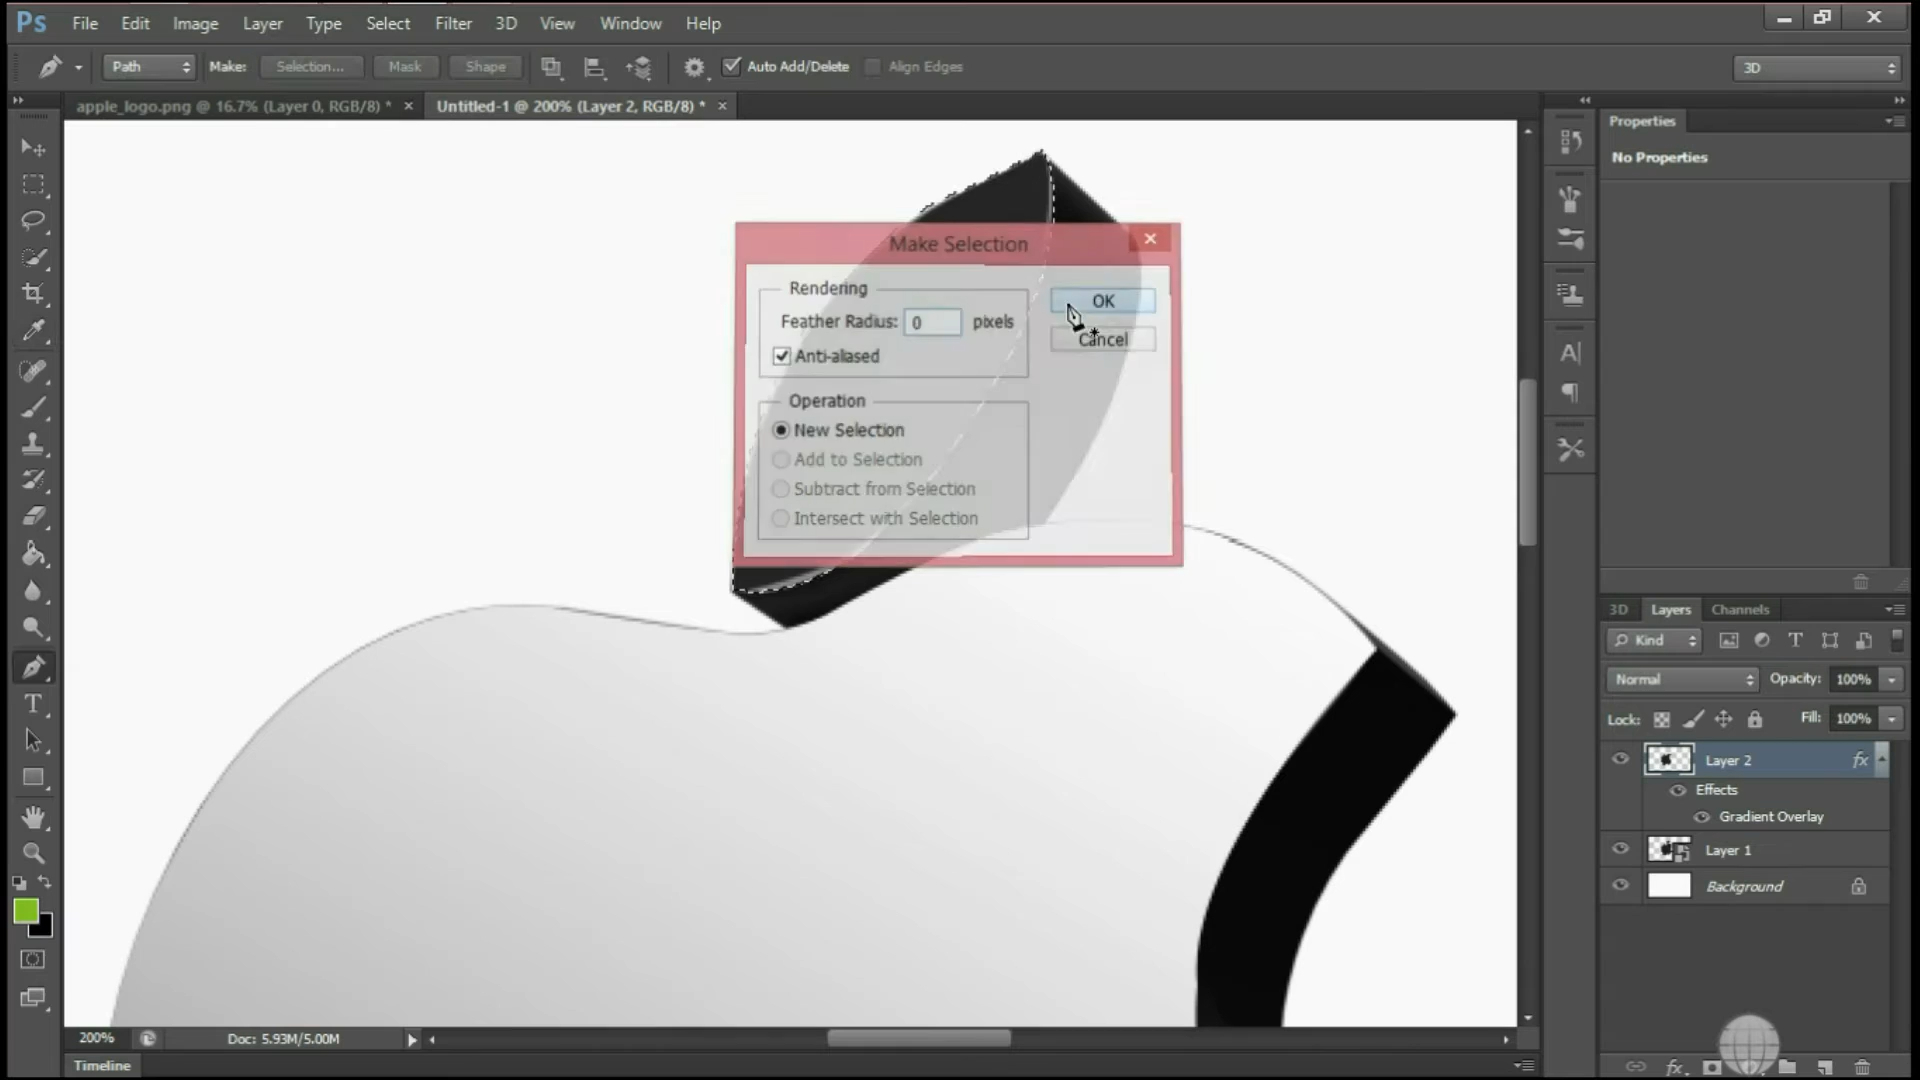 Ps File Edit Image Layer Type Select Filter 3D View Window Help
Path Make: Selection... Mask Shape Auto Add/Delete Align Edges 3D
apple_logo.png @ 16.7% (Layer 0, RGB/8) * × Untitled-1 @ 200% (Layer 2, RGB/8) * ×
Properties
No Properties
Make Selection
Rendering
Feather Radius: 0 pixels
Anti-aliased
OK
Cancel
Operation
New Selection
Add to Selection
Subtract from Selection
Intersect with Selection
3D Layers Channels
Kind
Normal Opacity: 100%
Lock: Fill: 100%
Layer 2 fx
Effects
Gradient Overlay
Layer 1
Background
200% Doc: 5.93M/5.00M
Timeline
fx